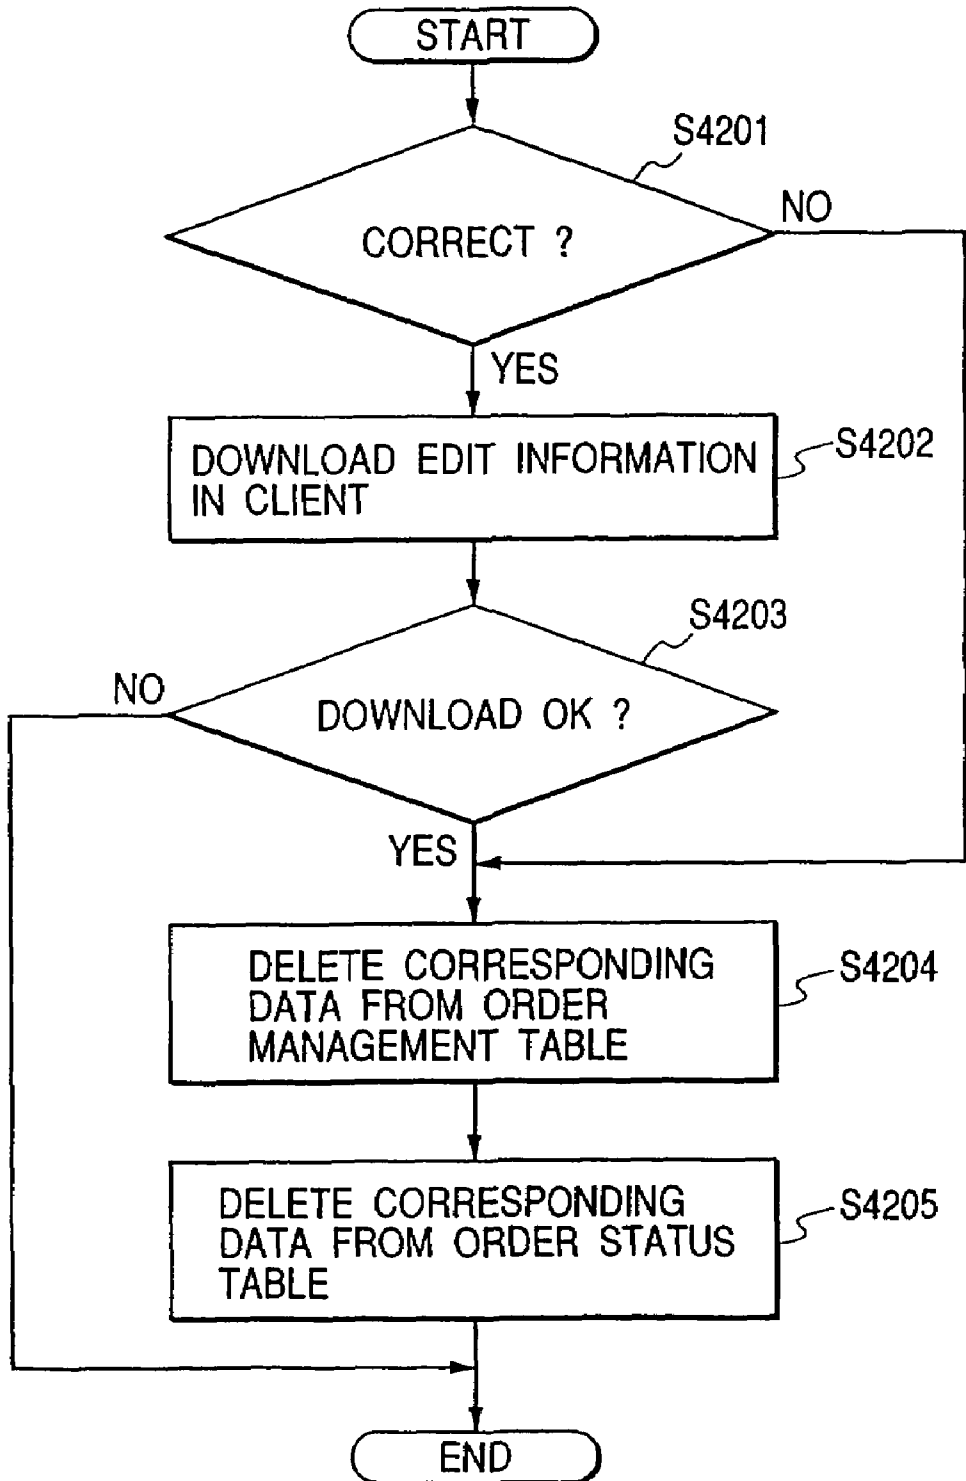 START
S4201
CORRECT ?
NO
YES
DOWNLOAD EDIT INFORMATION
IN CLIENT
S4202
S4203
NO
DOWNLOAD OK ?
YES
DELETE CORRESPONDING
DATA FROM ORDER
MANAGEMENT TABLE
S4204
DELETE CORRESPONDING
DATA FROM ORDER STATUS
TABLE
S4205
END